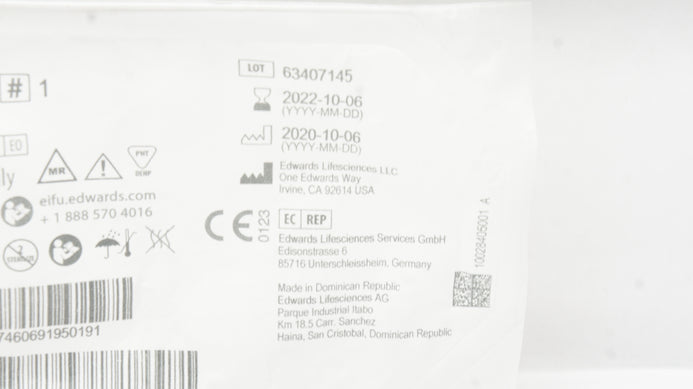 # 1
EO
ly
MR
!
PHT
DEHP
eifu.edwards.com
+ 1 888 570 4016
2
7460691950191
LOT 63407145
2022-10-06
(YYYY-MM-DD)
2020-10-06
(YYYY-MM-DD)
Edwards Lifesciences LLC
One Edwards Way
Irvine, CA 92614 USA
CE 0123
EC REP
Edwards Lifesciences Services GmbH
Edisonstrasse 6
85716 Unterschleissheim, Germany
Made in Dominican Republic
Edwards Lifesciences AG
Parque Industrial Itabo
Km 18.5 Carr. Sanchez
Haina, San Cristobal, Dominican Republic
10028405001 A